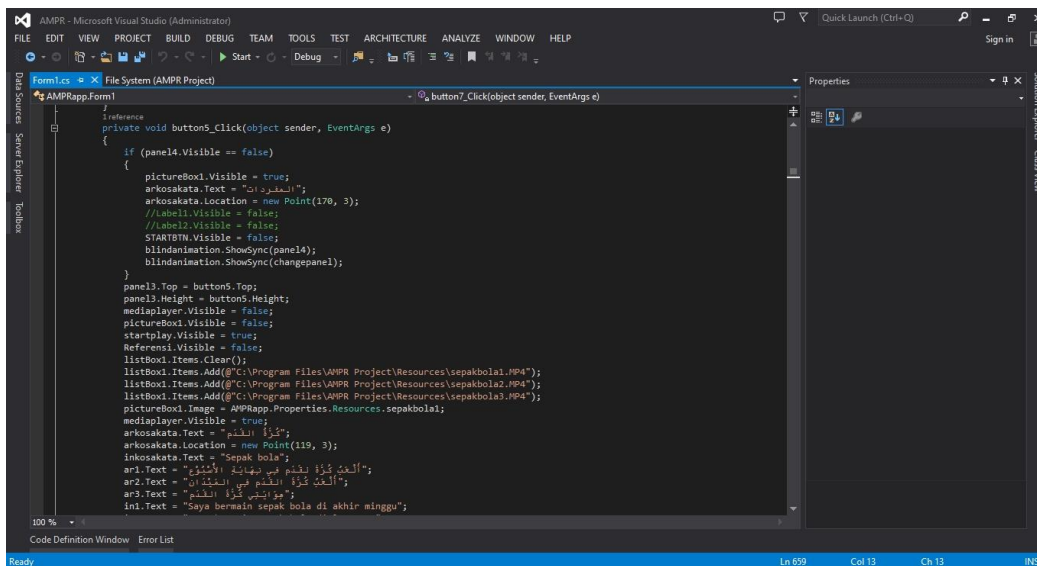 AMPR - Microsoft Visual Studio (Administrator)
Quick Launch (Ctrl+Q)
FILE EDIT VIEW PROJECT BUILD DEBUG TEAM TOOLS TEST ARCHITECTURE ANALYZE WINDOW HELP
Sign in
Start
Debug
Data Sources
Server Explorer
Toolbox
Form1.cs
File System (AMPR Project)
AMPRapp.Form1
button7_Click(object sender, EventArgs e)
}
1 reference
private void button5_Click(object sender, EventArgs e)
{
if (panel4.Visible == false)
{
pictureBox1.Visible = true;
arkosakata.Text = "المفردات";
arkosakata.Location = new Point(170, 3);
//Label1.Visible = false;
//Label2.Visible = false;
STARTBTN.Visible = false;
blindanimation.ShowSync(panel4);
blindanimation.ShowSync(changepanel);
}
panel3.Top = button5.Top;
panel3.Height = button5.Height;
mediaplayer.Visible = false;
pictureBox1.Visible = false;
startplay.Visible = true;
Referensi.Visible = false;
listBox1.Items.Clear();
listBox1.Items.Add(@"C:\Program Files\AMPR Project\Resources\sepakbola1.MP4");
listBox1.Items.Add(@"C:\Program Files\AMPR Project\Resources\sepakbola2.MP4");
listBox1.Items.Add(@"C:\Program Files\AMPR Project\Resources\sepakbola3.MP4");
pictureBox1.Image = AMPRapp.Properties.Resources.sepakbola1;
mediaplayer.Visible = true;
arkosakata.Text = "كُرَّةُ القَدَم";
arkosakata.Location = new Point(119, 3);
inkosakata.Text = "Sepak bola";
ar1.Text = "أَلْعَبُ كُرَّةَ لقَدَم فِي نِهَايَةِ الأُسْبُوْع";
ar2.Text = "أَلْعَبُ كُرَّةَ القَدَم فِي المَيْدَان";
ar3.Text = "هِوَايَتِي كُرَّةُ القَدَم";
in1.Text = "Saya bermain sepak bola di akhir minggu";
100 %
Properties
Code Definition Window Error List
Ready
Ln 659 Col 13 Ch 13 INS